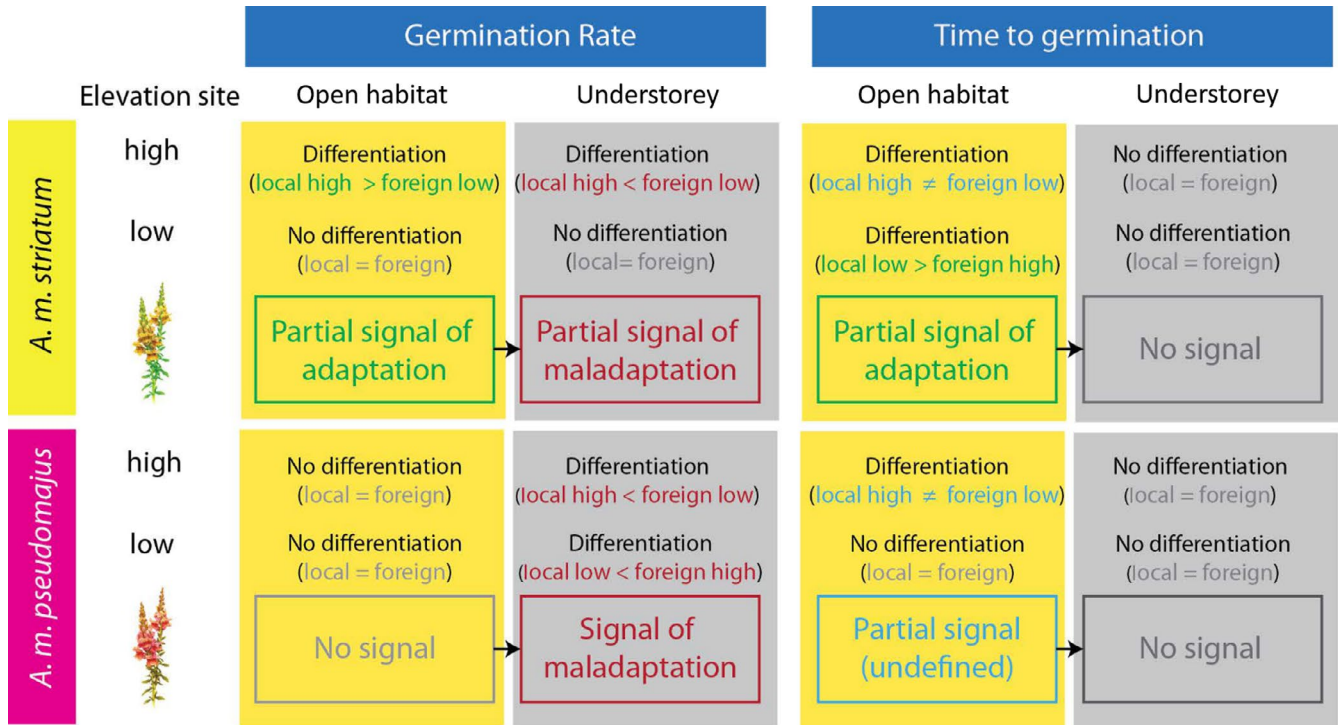 Germination Rate
Time to germination
Elevation site
Open habitat
Understorey
Open habitat
Understorey
A. m. striatum
high
Differentiation
(local high > foreign low)
Differentiation
(local high < foreign low)
Differentiation
(local high ≠ foreign low)
No differentiation
(local = foreign)
low
No differentiation
(local = foreign)
No differentiation
(local= foreign)
Differentiation
(local low > foreign high)
No differentiation
(local = foreign)
Partial signal of
adaptation
Partial signal of
maladaptation
Partial signal of
adaptation
No signal
A. m. pseudomajus
high
No differentiation
(local = foreign)
Differentiation
(local high < foreign low)
Differentiation
(local high ≠ foreign low)
No differentiation
(local = foreign)
low
No differentiation
(local = foreign)
Differentiation
(local low < foreign high)
No differentiation
(local = foreign)
No differentiation
(local = foreign)
No signal
Signal of
maladaptation
Partial signal
(undefined)
No signal